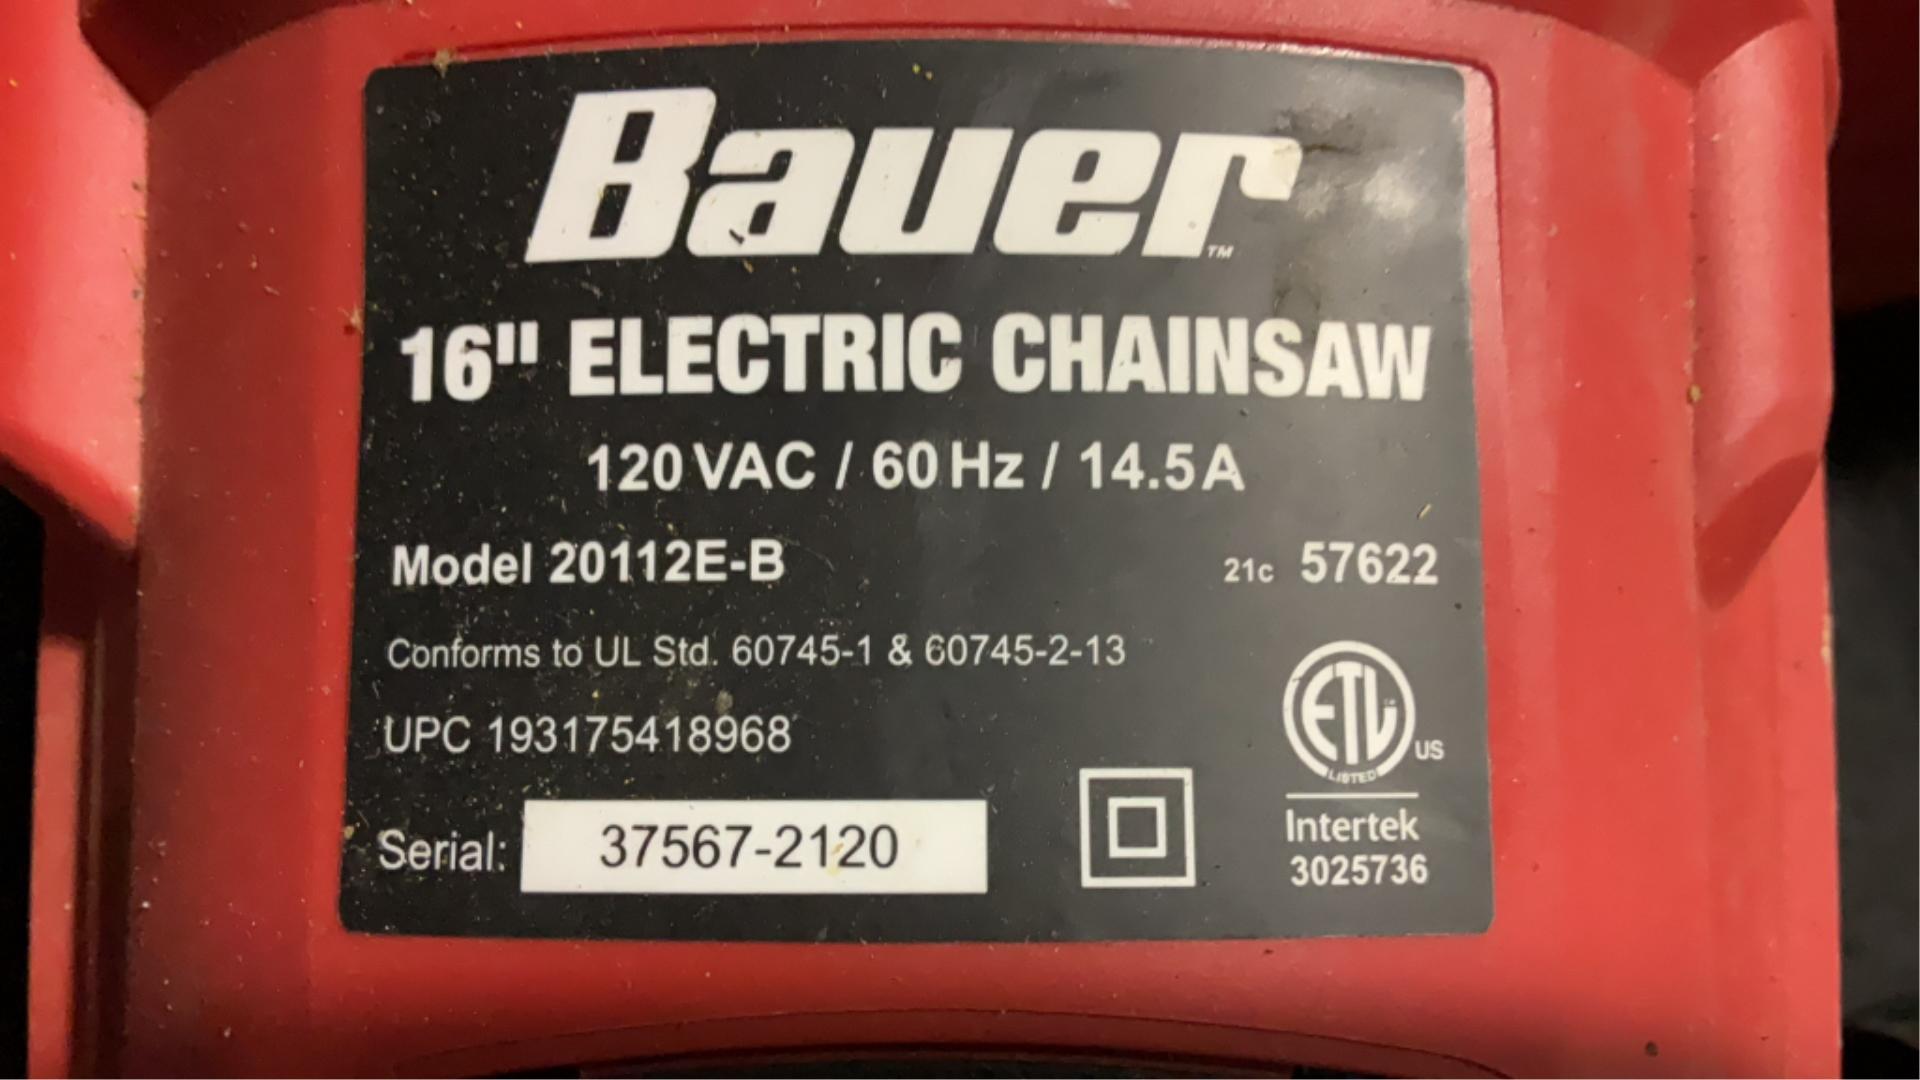 Bauer™
16" ELECTRIC CHAINSAW
120 VAC / 60 Hz / 14.5 A
Model 20112E-B 21c 57622
Conforms to UL Std. 60745-1 & 60745-2-13
UPC 193175418968
ETL US
LISTED
Serial: 37567-2120
Intertek
3025736